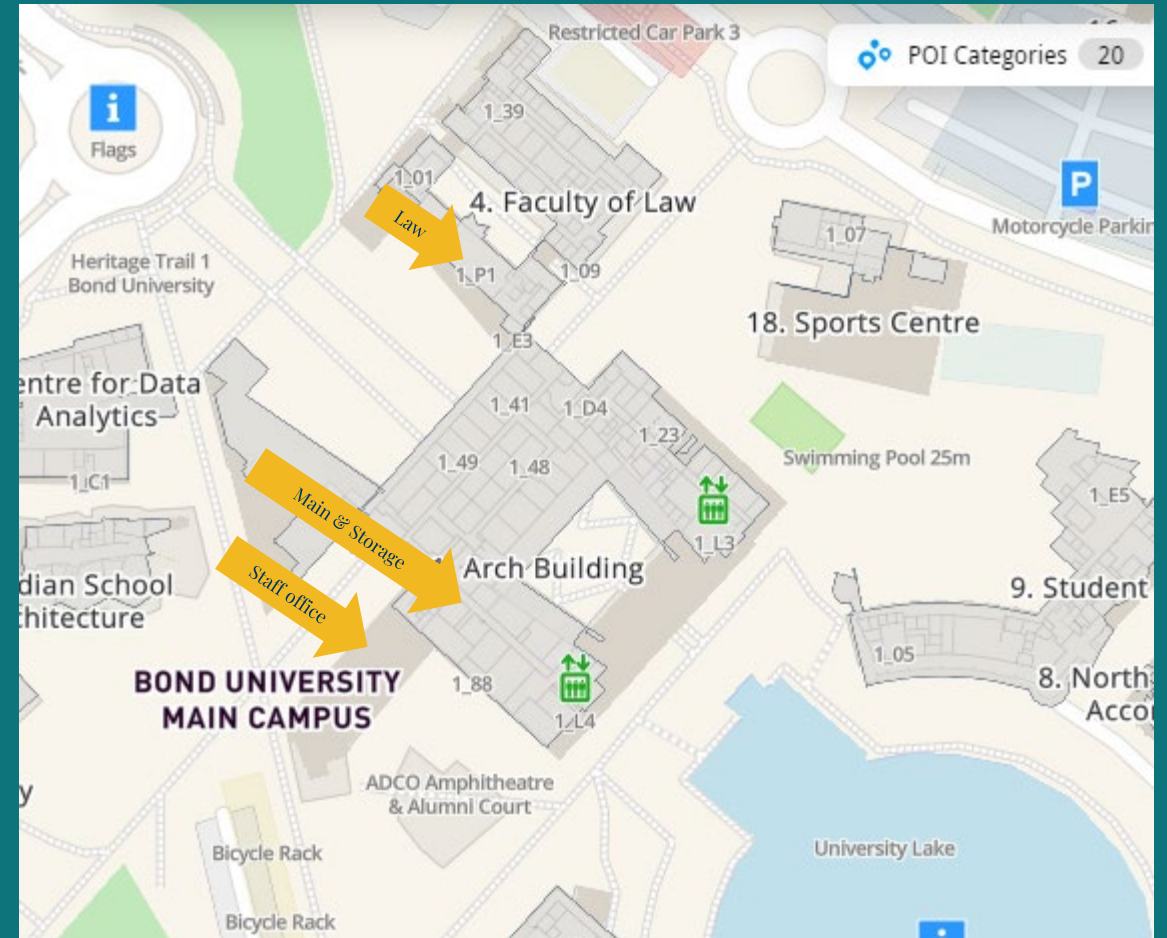 Restricted Car Park 3
POI Categories 20
1_39
i
Flags
1_01
P
4. Faculty of Law
Law
Motorcycle Parkin
1_07
Heritage Trail 1
Bond University
1_P1
1_09
18. Sports Centre
1_E3
entre for Data
Analytics
1_41
1_D4
1_23
1_49
1_48
Swimming Pool 25m
1_C1
1_E5
Main & Storage
1_L3
Arch Building
Staff office
dian School
chitecture
9. Student
1_05
BOND UNIVERSITY
MAIN CAMPUS
1_88
8. North
Acco
1_L4
ADCO Amphitheatre
& Alumni Court
y
Bicycle Rack
University Lake
Bicycle Rack